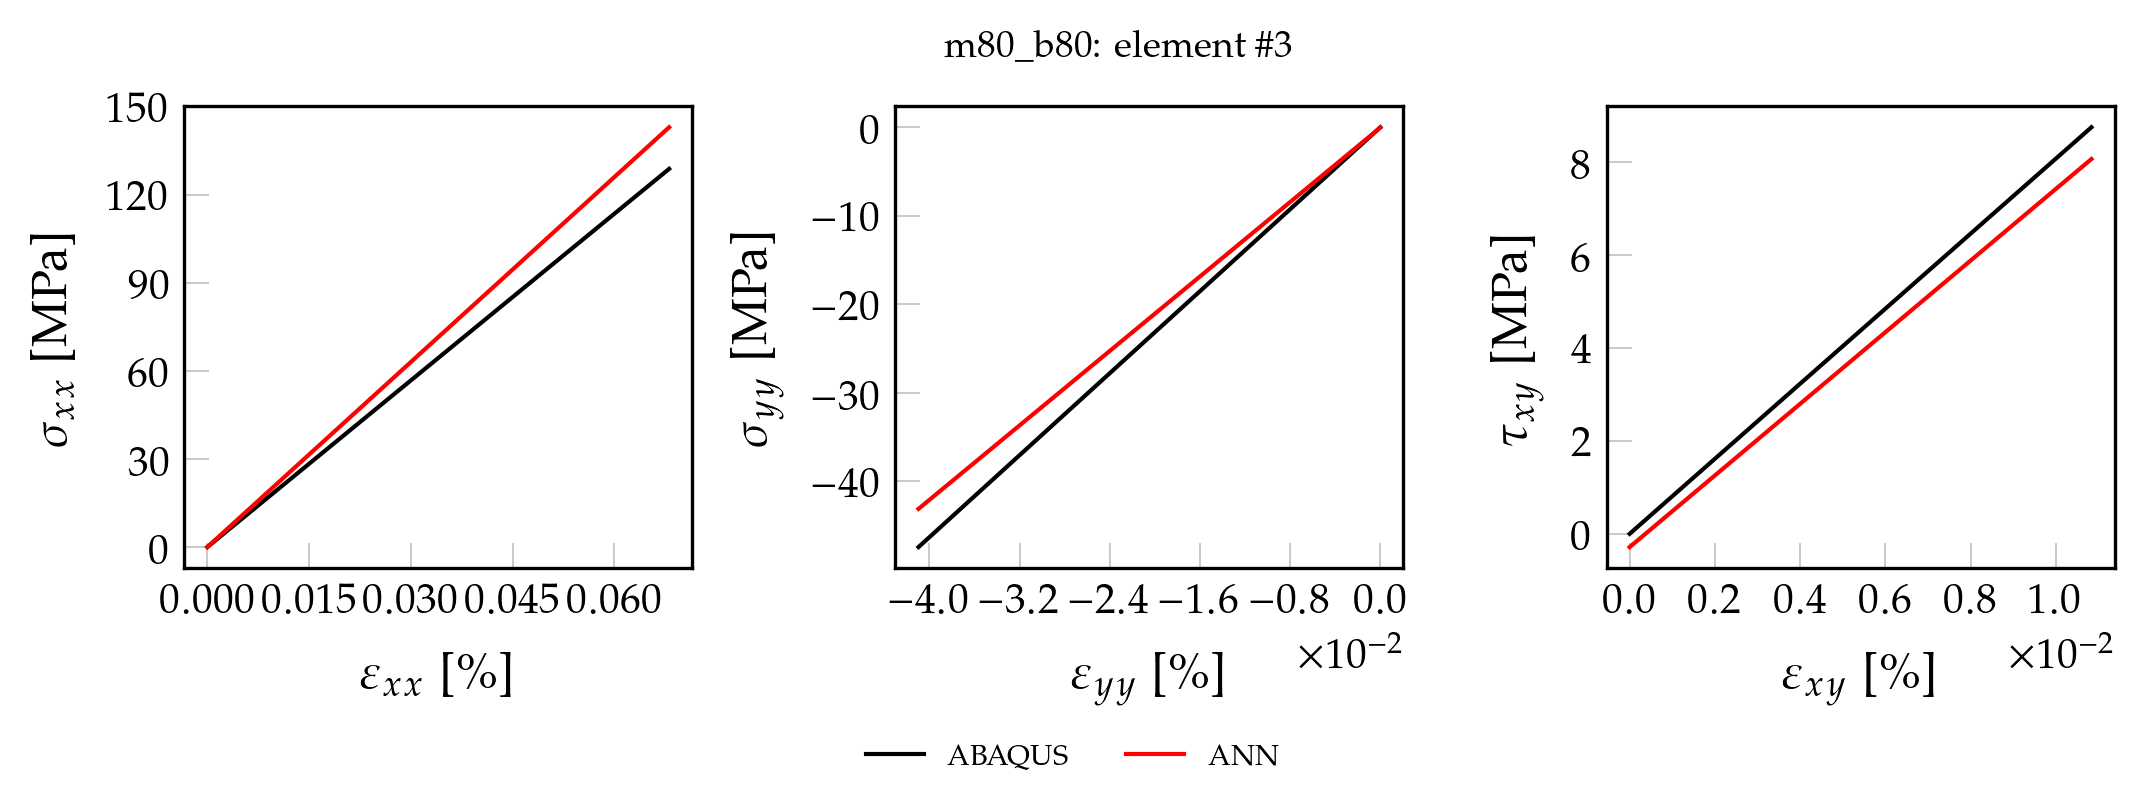 m80_b80: element #3
150
120
90
60
30
0
σxx [MPa]
0.000 0.015 0.030 0.045 0.060
εxx [%]
0
−10
−20
−30
−40
σyy [MPa]
−4.0 −3.2 −2.4 −1.6 −0.8 0.0
×10⁻²
εyy [%]
8
6
4
2
0
τxy [MPa]
0.0 0.2 0.4 0.6 0.8 1.0
×10⁻²
εxy [%]
ABAQUS ANN